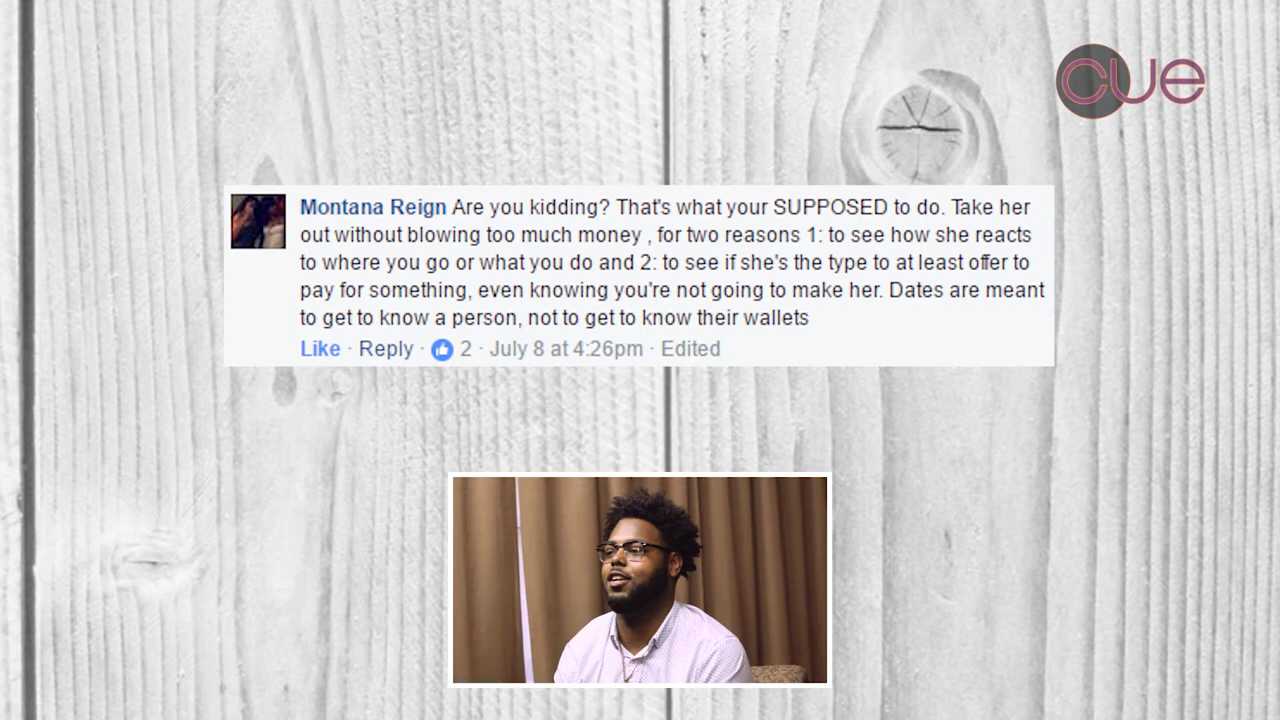 cue
Montana Reign Are you kidding? That's what your SUPPOSED to do. Take her
out without blowing too much money , for two reasons 1: to see how she reacts
to where you go or what you do and 2: to see if she's the type to at least offer to
pay for something, even knowing you're not going to make her. Dates are meant
to get to know a person, not to get to know their wallets
Like · Reply · 2 · July 8 at 4:26pm · Edited